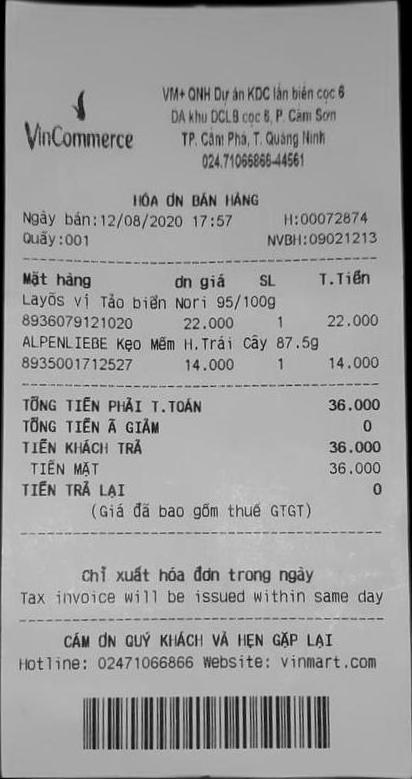 VinCommerce
VM+ QNH Dự án KDC lấn biển cọc 6
DA khu DCLB cọc 6, P. Cẩm Sơn
TP. Cẩm Phả, T. Quảng Ninh
024.71066866-44561
HÓA ƠN BÁN HÀNG
Ngày bán:12/08/2020 17:57 H:00072874
Quầy:001 NVBH:09021213
Mặt hàng ơn giá SL T.Tiền
Layõs vị Tảo biển Nori 95/100g
8936079121020 22.000 1 22.000
ALPENLIEBE Kẹo Mềm H.Trái Cây 87.5g
8935001712527 14.000 1 14.000
TỔNG TIỀN PHẢI T.TOÁN 36.000
TỔNG TIỀN Ã GIẢM 0
TIỀN KHÁCH TRẢ 36.000
TIỀN MẶT 36.000
TIỀN TRẢ LẠI 0
(Giá đã bao gồm thuế GTGT)
Chỉ xuất hóa đơn trong ngày
Tax invoice will be issued within same day
CẢM ƠN QUÝ KHÁCH VÀ HẸN GẶP LẠI
Hotline: 02471066866 Website: vinmart.com